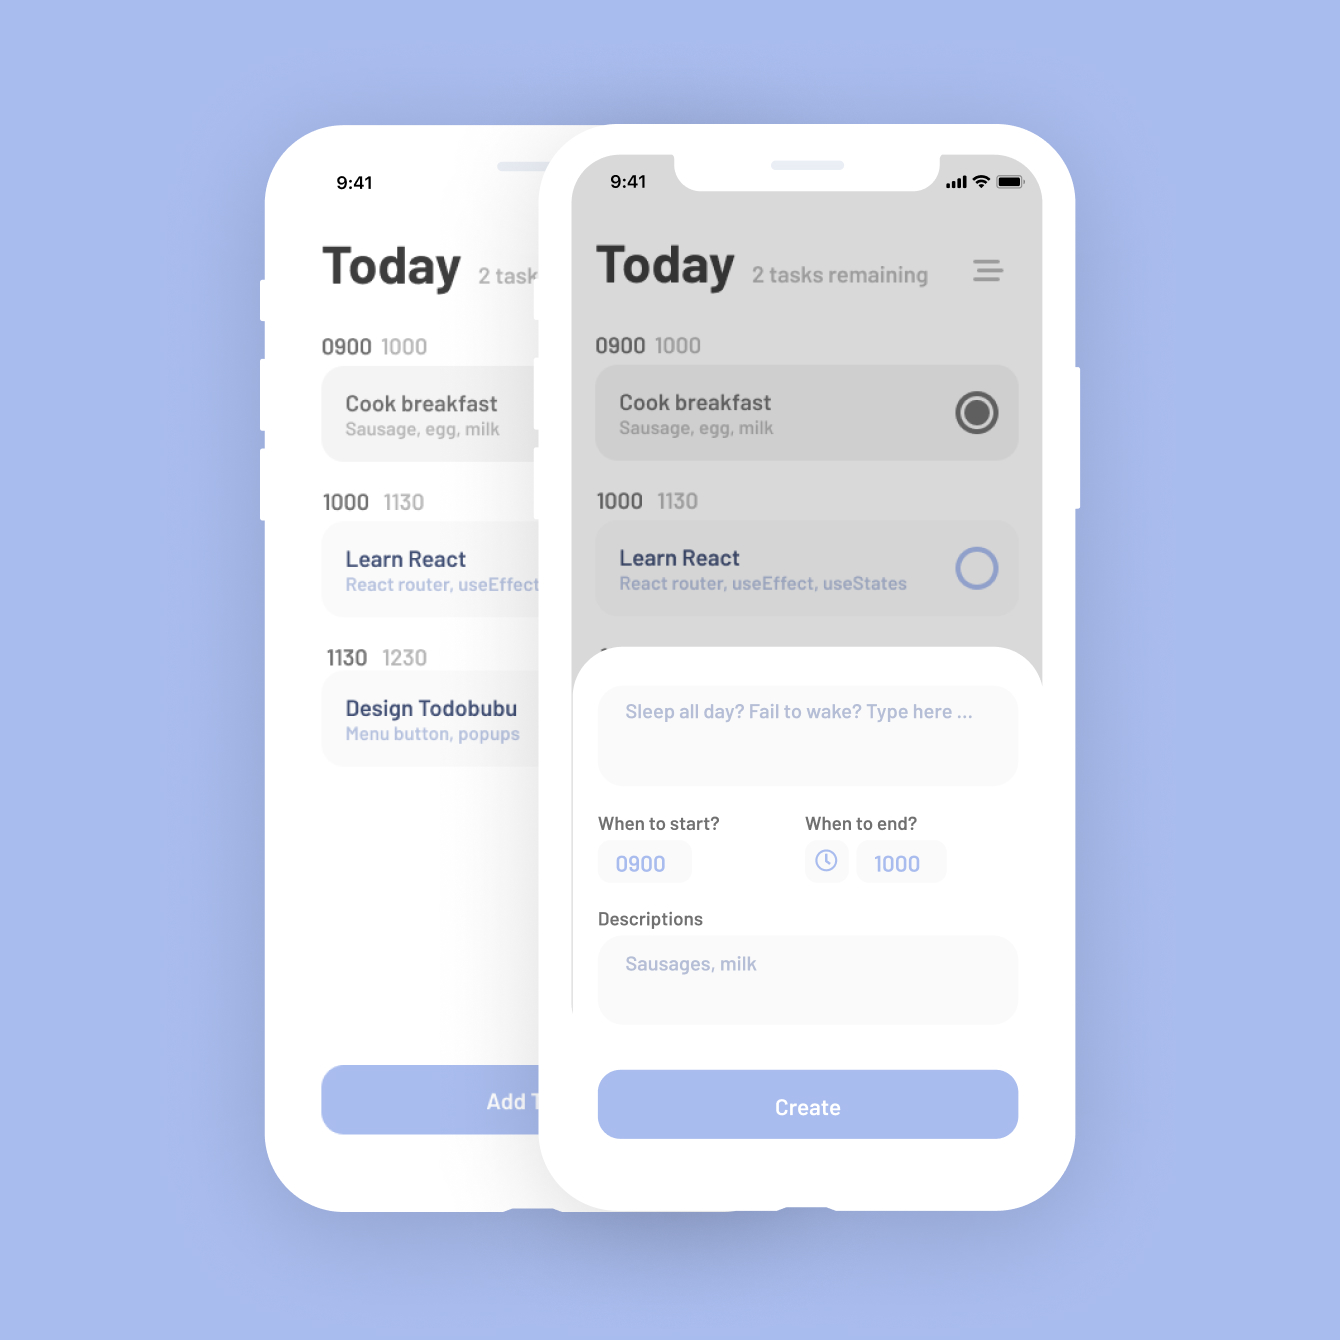 9:41
Today 2 task
0900 1000
Cook breakfast
Sausage, egg, milk
1000 1130
Learn React
React router, useEffect
1130 1230
Design Todobubu
Menu button, popups
Add
9:41
Today 2 tasks remaining
0900 1000
Cook breakfast
Sausage, egg, milk
1000 1130
Learn React
React router, useEffect, useStates
Sleep all day? Fail to wake? Type here ...
When to start? When to end?
0900 1000
Descriptions
Sausages, milk
Create